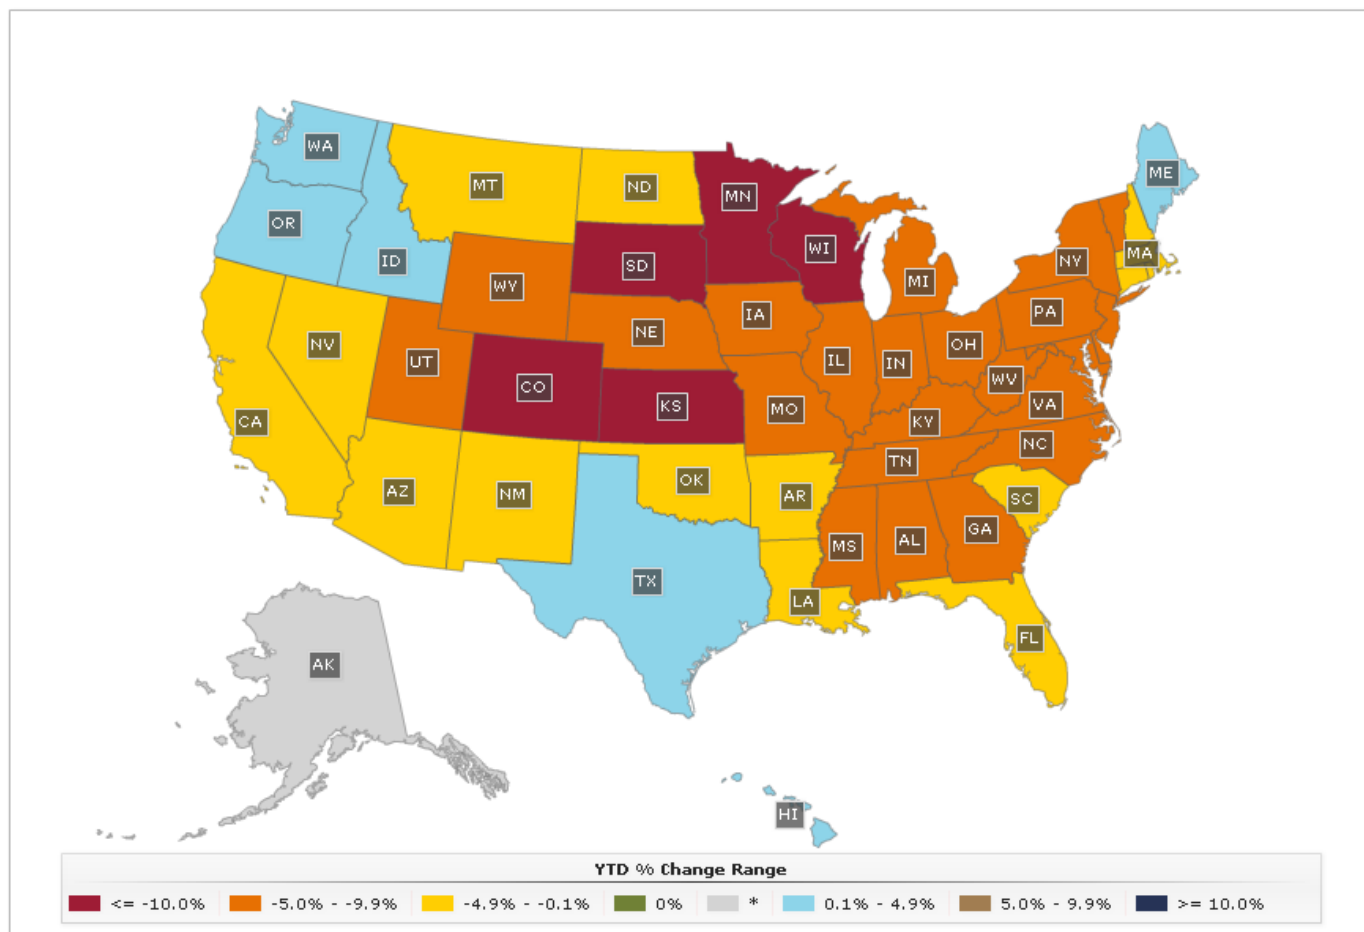 WA
ME
MT
ND
MN
OR
WI
MA
ID
SD
NY
WY
MI
IA
PA
NE
NV
OH
UT
IL
IN
WV
CO
KS
MO
VA
CA
KY
NC
TN
OK
AZ
NM
AR
SC
GA
MS
AL
TX
LA
FL
AK
HI
YTD % Change Range
<= -10.0% -5.0% - -9.9% -4.9% - -0.1% 0% * 0.1% - 4.9% 5.0% - 9.9% >= 10.0%